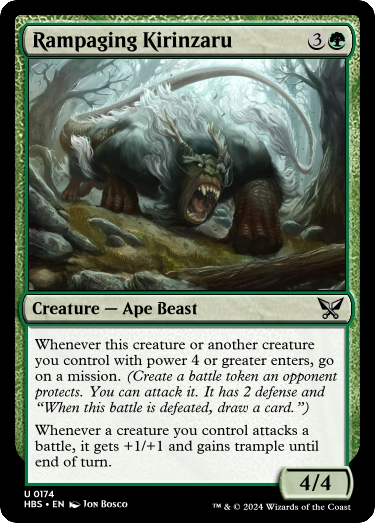 Rampaging Kirinzaru 3
Creature — Ape Beast
Whenever this creature or another creature
you control with power 4 or greater enters, go
on a mission. (Create a battle token an opponent
protects. You can attack it. It has 2 defense and
“When this battle is defeated, draw a card.”)
Whenever a creature you control attacks a
battle, it gets +1/+1 and gains trample until
end of turn.
4/4
U 0174
HBS • EN Jon Bosco
™ & © 2024 Wizards of the Coast